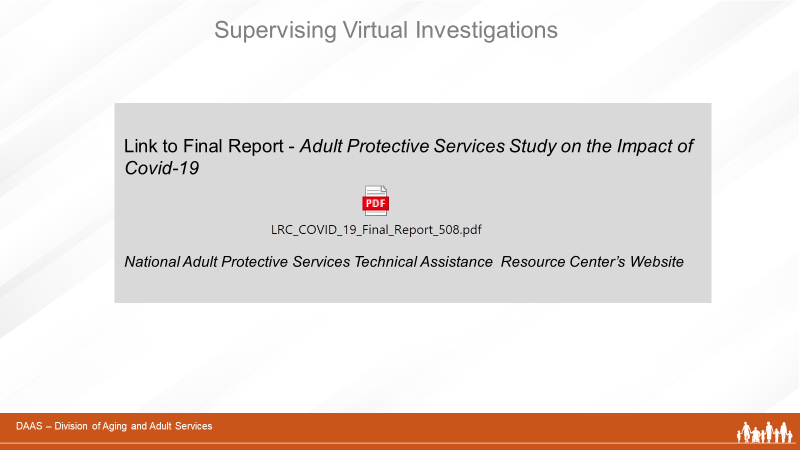 Supervising Virtual Investigations
Link to Final Report - Adult Protective Services Study on the Impact of
Covid-19
PDF
LRC_COVID_19_Final_Report_508.pdf
National Adult Protective Services Technical Assistance  Resource Center’s Website
DAAS – Division of Aging and Adult Services